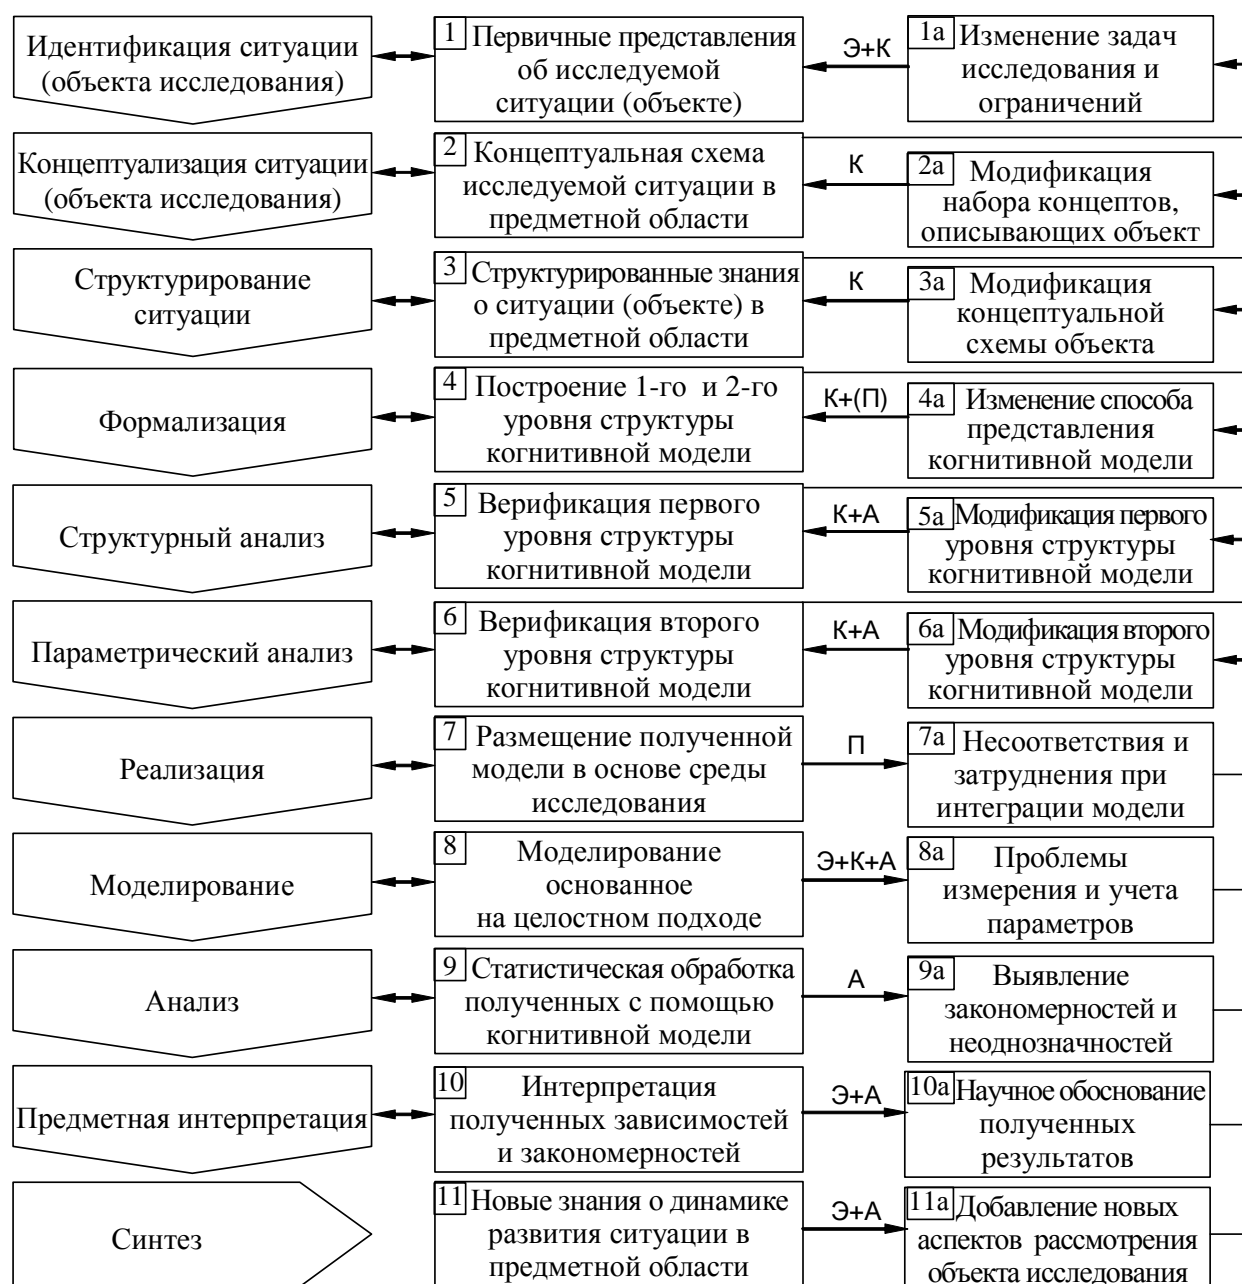 Идентификация ситуации
(объекта исследования)
1 Первичные представления
об исследуемой
ситуации (объекте)
Э+К
1а Изменение задач
исследования и
ограничений
Концептуализация ситуации
(объекта исследования)
2 Концептуальная схема
исследуемой ситуации в
предметной области
К
2а Модификация
набора концептов,
описывающих объект
Структурирование
ситуации
3 Структурированные знания
о ситуации (объекте) в
предметной области
К
3а Модификация
концептуальной
схемы объекта
Формализация
4 Построение 1-го и 2-го
уровня структуры
когнитивной модели
К+(П)
4а Изменение способа
представления
когнитивной модели
Структурный анализ
5 Верификация первого
уровня структуры
когнитивной модели
К+А
5а Модификация первого
уровня структуры
когнитивной модели
Параметрический анализ
6 Верификация второго
уровня структуры
когнитивной модели
К+А
6а Модификация второго
уровня структуры
когнитивной модели
Реализация
7 Размещение полученной
модели в основе среды
исследования
П
7а Несоответствия и
затруднения при
интеграции модели
Моделирование
8 Моделирование
основанное
на целостном подходе
Э+К+А
8а Проблемы
измерения и учета
параметров
Анализ
9 Статистическая обработка
полученных с помощью
когнитивной модели
А
9а Выявление
закономерностей и
неоднозначностей
Предметная интерпретация
10 Интерпретация
полученных зависимостей
и закономерностей
Э+А
10а Научное обоснование
полученных
результатов
Синтез
11 Новые знания о динамике
развития ситуации в
предметной области
Э+А
11а Добавление новых
аспектов рассмотрения
объекта исследования